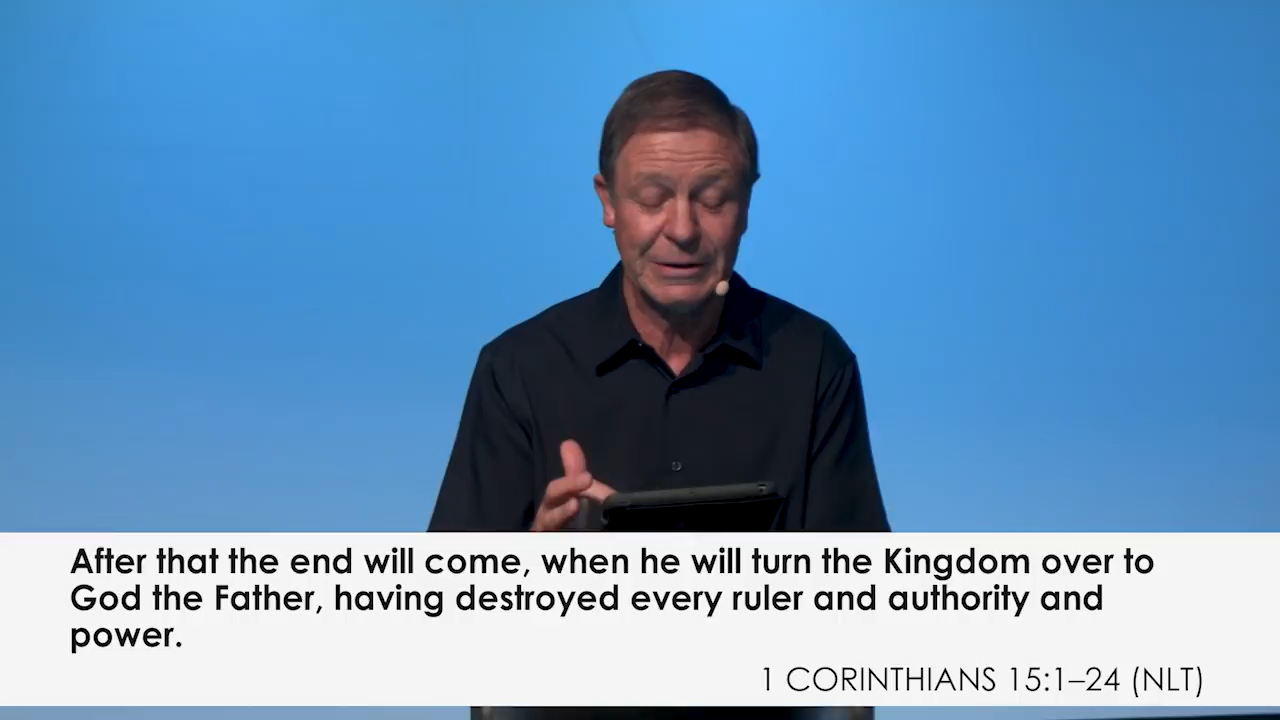 After that the end will come, when he will turn the Kingdom over to
God the Father, having destroyed every ruler and authority and
power.
1 CORINTHIANS 15:1–24 (NLT)